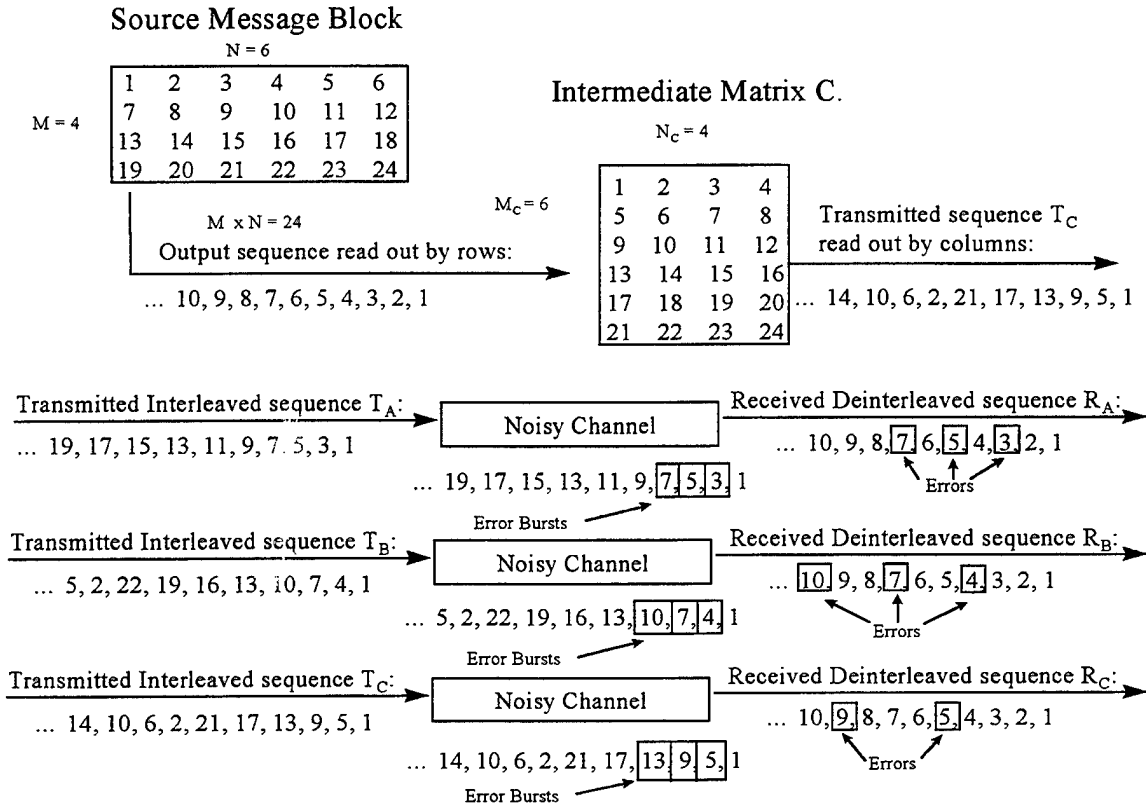 Source Message Block
N = 6
M = 4
1 2 3 4 5 6
7 8 9 10 11 12
13 14 15 16 17 18
19 20 21 22 23 24
M x N = 24
Output sequence read out by rows:
... 10, 9, 8, 7, 6, 5, 4, 3, 2, 1
Intermediate Matrix C.
N_C = 4
M_C = 6
1 2 3 4
5 6 7 8
9 10 11 12
13 14 15 16
17 18 19 20
21 22 23 24
Transmitted sequence T_C
read out by columns:
... 14, 10, 6, 2, 21, 17, 13, 9, 5, 1
Transmitted Interleaved sequence T_A:
... 19, 17, 15, 13, 11, 9, 7, 5, 3, 1
Noisy Channel
... 19, 17, 15, 13, 11, 9, 7, 5, 3, 1
Error Bursts
Received Deinterleaved sequence R_A:
... 10, 9, 8, 7, 6, 5, 4, 3, 2, 1
Errors
Transmitted Interleaved sequence T_B:
... 5, 2, 22, 19, 16, 13, 10, 7, 4, 1
Noisy Channel
... 5, 2, 22, 19, 16, 13, 10, 7, 4, 1
Error Bursts
Received Deinterleaved sequence R_B:
... 10, 9, 8, 7, 6, 5, 4, 3, 2, 1
Errors
Transmitted Interleaved sequence T_C:
... 14, 10, 6, 2, 21, 17, 13, 9, 5, 1
Noisy Channel
... 14, 10, 6, 2, 21, 17, 13, 9, 5, 1
Error Bursts
Received Deinterleaved sequence R_C:
... 10, 9, 8, 7, 6, 5, 4, 3, 2, 1
Errors